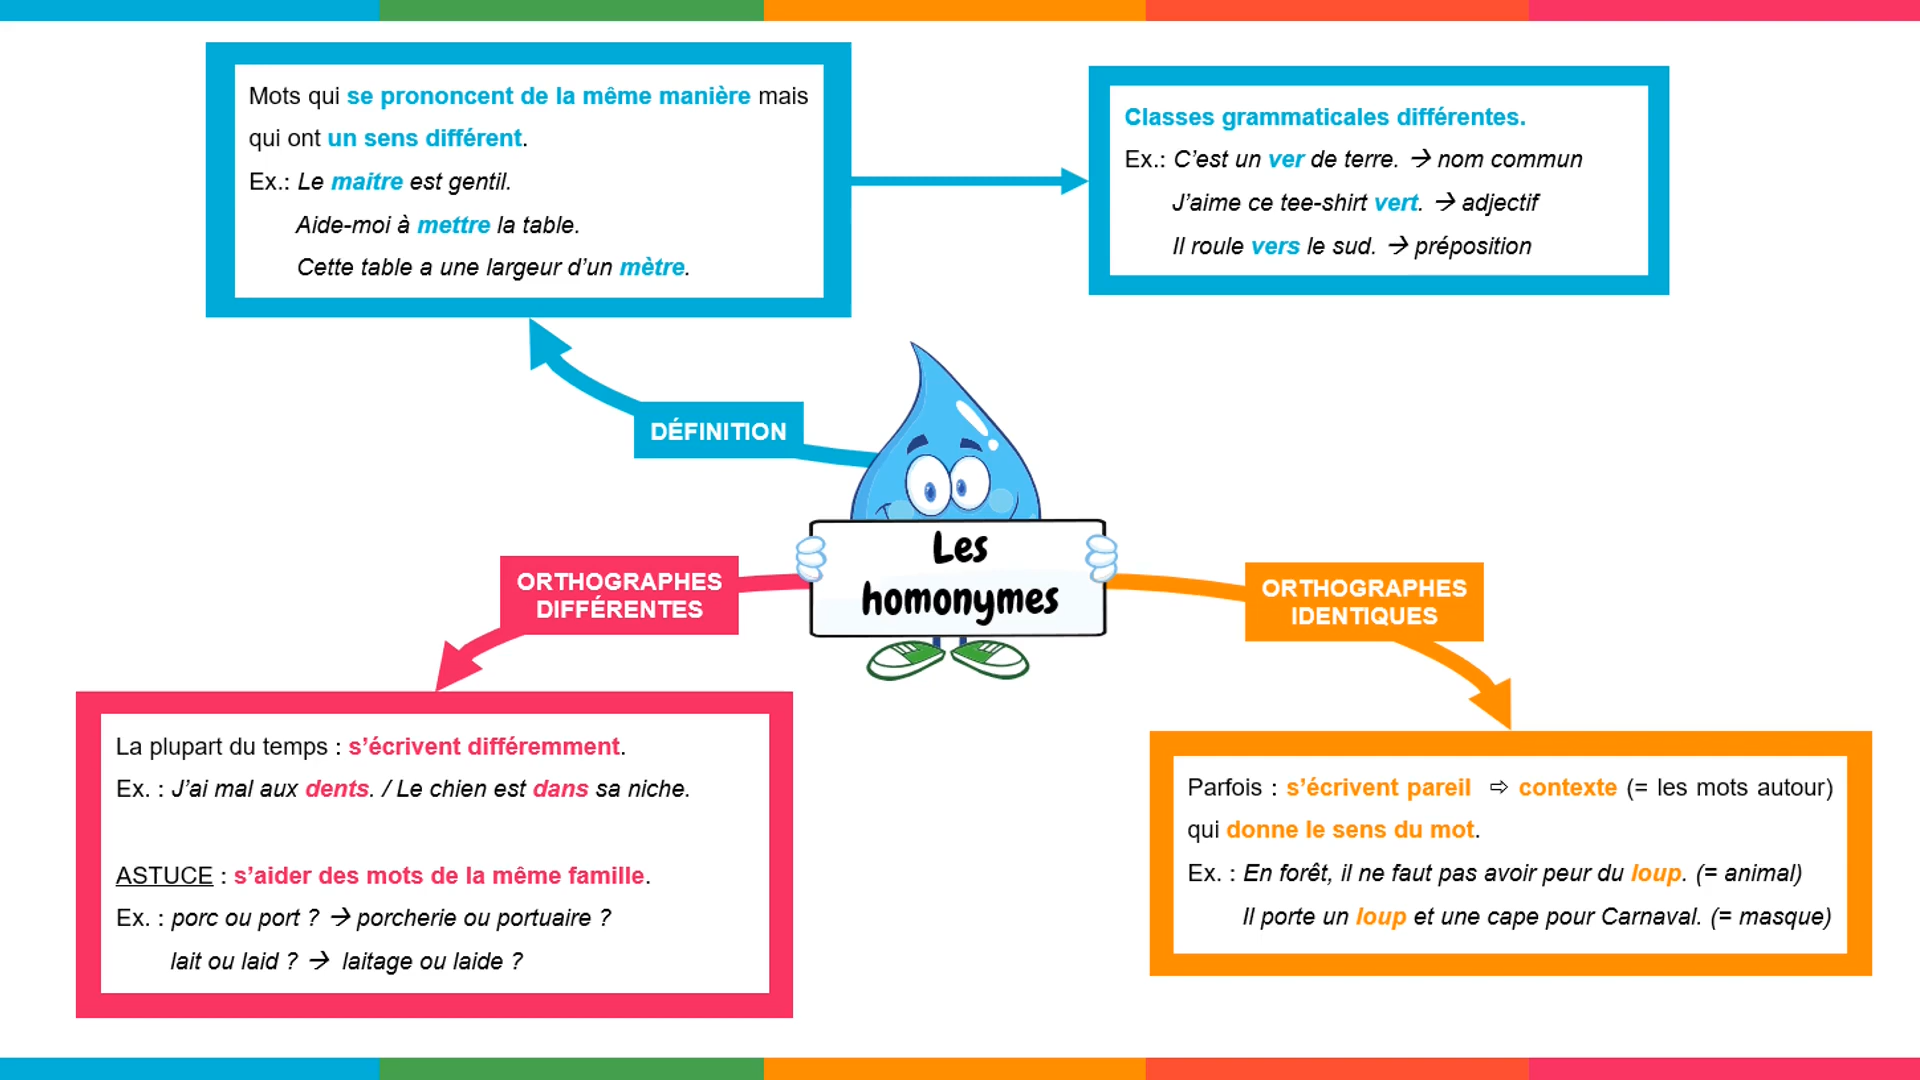 Mots qui se prononcent de la même manière mais
qui ont un sens différent.
Ex.: Le maitre est gentil.
Aide-moi à mettre la table.
Cette table a une largeur d’un mètre.
Classes grammaticales différentes.
Ex.: C’est un ver de terre. → nom commun
J’aime ce tee-shirt vert. → adjectif
Il roule vers le sud. → préposition
DÉFINITION
Les
homonymes
ORTHOGRAPHES
DIFFÉRENTES
ORTHOGRAPHES
IDENTIQUES
La plupart du temps : s’écrivent différemment.
Ex. : J’ai mal aux dents. / Le chien est dans sa niche.
ASTUCE : s’aider des mots de la même famille.
Ex. : porc ou port ? → porcherie ou portuaire ?
lait ou laid ? → laitage ou laide ?
Parfois : s’écrivent pareil ⇨ contexte (= les mots autour)
qui donne le sens du mot.
Ex. : En forêt, il ne faut pas avoir peur du loup. (= animal)
Il porte un loup et une cape pour Carnaval. (= masque)